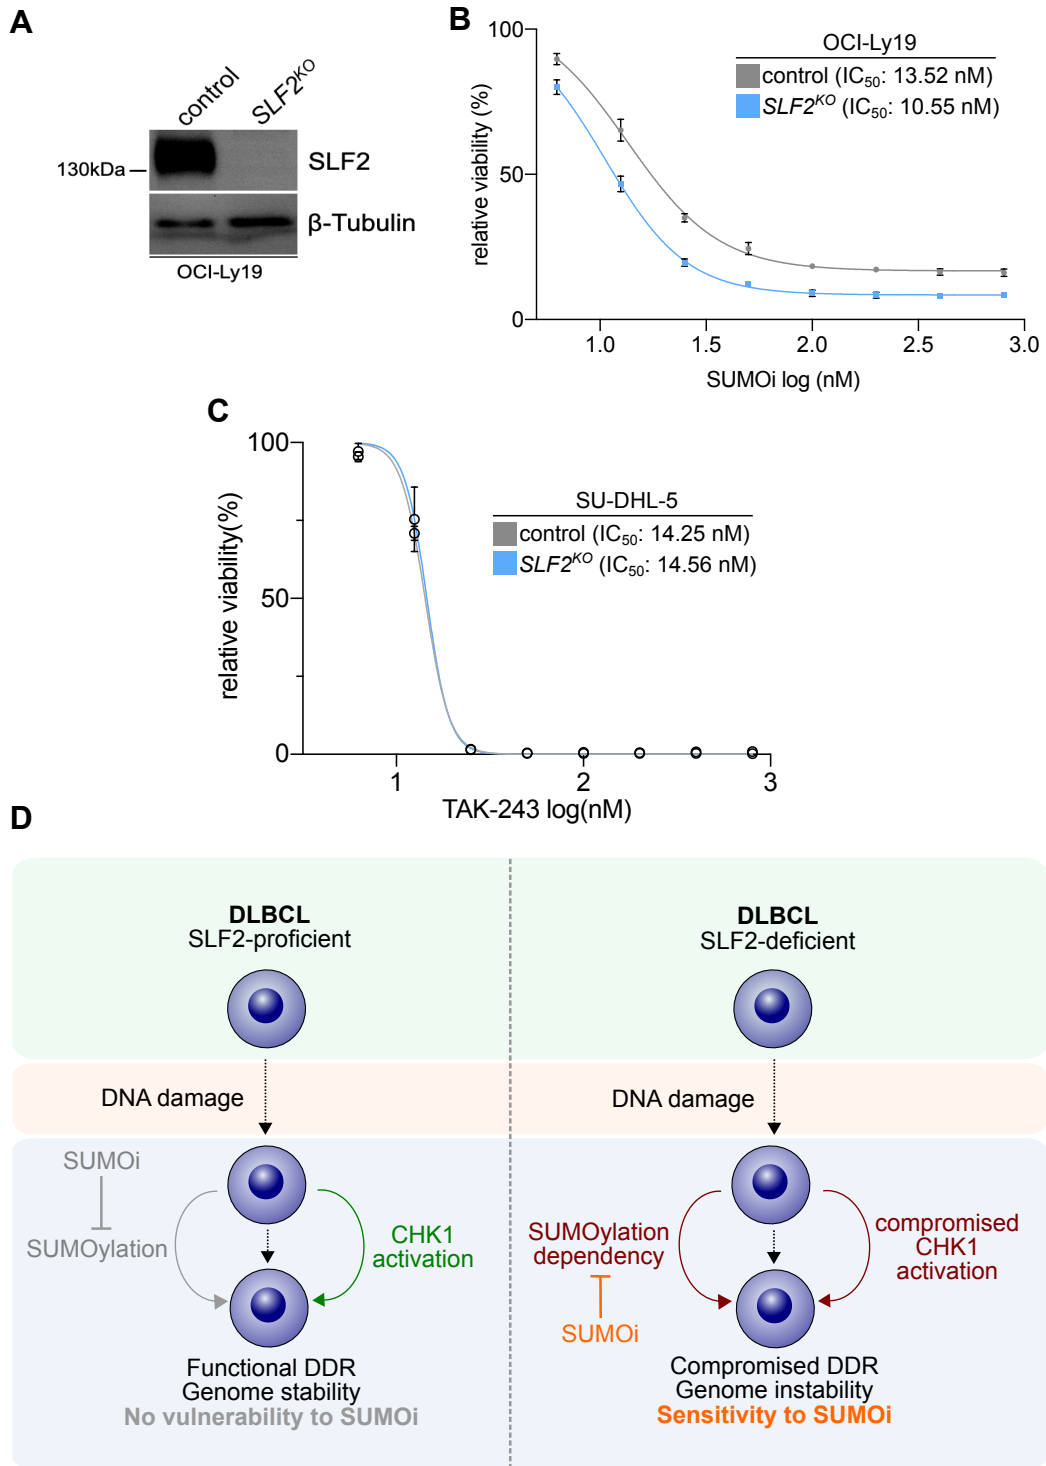 A
control
SLF2KO
130kDa
SLF2
β-Tubulin
OCI-Ly19
B
100
50
0
relative viability (%)
1.0
1.5
2.0
2.5
3.0
SUMOi log (nM)
OCI-Ly19
control (IC50: 13.52 nM)
SLF2KO (IC50: 10.55 nM)
C
100
50
0
relative viability(%)
1
2
3
TAK-243 log(nM)
SU-DHL-5
control (IC50: 14.25 nM)
SLF2KO (IC50: 14.56 nM)
D
DLBCL
SLF2-proficient
DNA damage
SUMOi
SUMOylation
CHK1
activation
Functional DDR
Genome stability
No vulnerability to SUMOi
DLBCL
SLF2-deficient
DNA damage
SUMOylation
dependency
SUMOi
compromised
CHK1
activation
Compromised DDR
Genome instability
Sensitivity to SUMOi